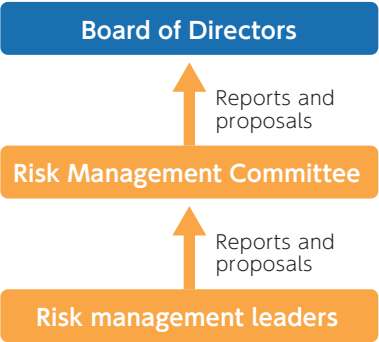 Board of Directors
Reports and
proposals
Risk Management Committee
Reports and
proposals
Risk management leaders